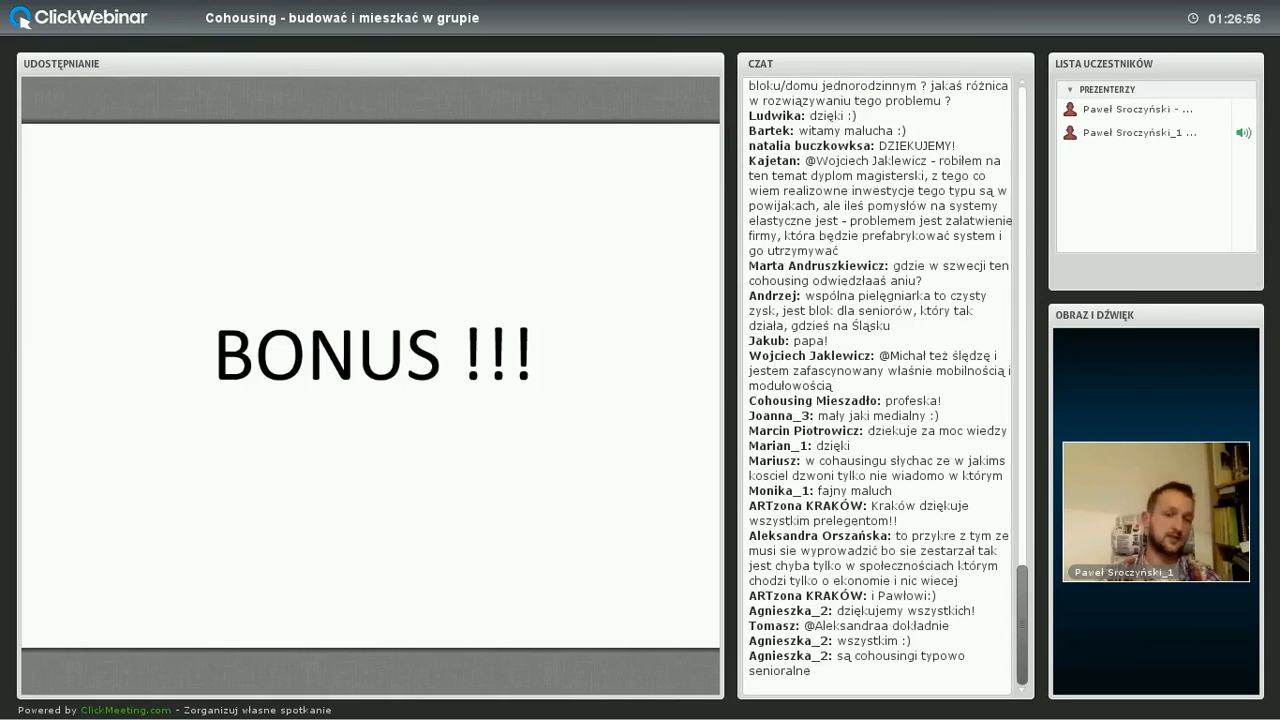 ClickWebinar
Cohousing - budować i mieszkać w grupie
01:26:56
UDOSTĘPNIANIE
BONUS !!!
CZAT
bloku/domu jednorodzinnym ? jakaś różnica
w rozwiązywaniu tego problemu ?
Ludwika: dzięki :)
Bartek: witamy malucha :)
natalia buczkowksa: DZIEKUJEMY!
Kajetan: @Wojciech Jaklewicz - robiłem na
ten temat dyplom magisterski, z tego co
wiem realizowne inwestycje tego typu są w
powijakach, ale ileś pomysłów na systemy
elastyczne jest - problemem jest załatwienie
firmy, która będzie prefabrykować system i
go utrzymywać
Marta Andruszkiewicz: gdzie w szwecji ten
cohousing odwiedzłaaś aniu?
Andrzej: wspólna pielęgniarka to czysty
zysk, jest blok dla seniorów, który tak
działa, gdzieś na Śląsku
Jakub: papa!
Wojciech Jaklewicz: @Michał też śledzę i
jestem zafascynowany właśnie mobilnością i
modułowością
Cohousing Mieszadło: profeska!
Joanna_3: mały jaki medialny :)
Marcin Piotrowicz: dziekuje za moc wiedzy
Marian_1: dzięki
Mariusz: w cohausingu słychac ze w jakims
kosciel dzwoni tylko nie wiadomo w którym
Monika_1: fajny maluch
ARTzona KRAKÓW: Kraków dziękuje
wszystkim prelegentom!!
Aleksandra Orszańska: to przykre z tym ze
musi sie wyprowadzić bo sie zestarzał tak
jest chyba tylko w społecznościach którym
chodzi tylko o ekonomie i nic wiecej
ARTzona KRAKÓW: i Pawłowi:)
Agnieszka_2: dziękujemy wszystkich!
Tomasz: @Aleksandraa dokładnie
Agnieszka_2: wszystkim :)
Agnieszka_2: są cohousingi typowo
senioralne
LISTA UCZESTNIKÓW
PREZENTERZY
Paweł Sroczyński - ...
Paweł Sroczyński_1 ...
OBRAZ I DŹWIĘK
Paweł Sroczyński_1
Powered by ClickMeeting.com - Zorganizuj własne spotkanie